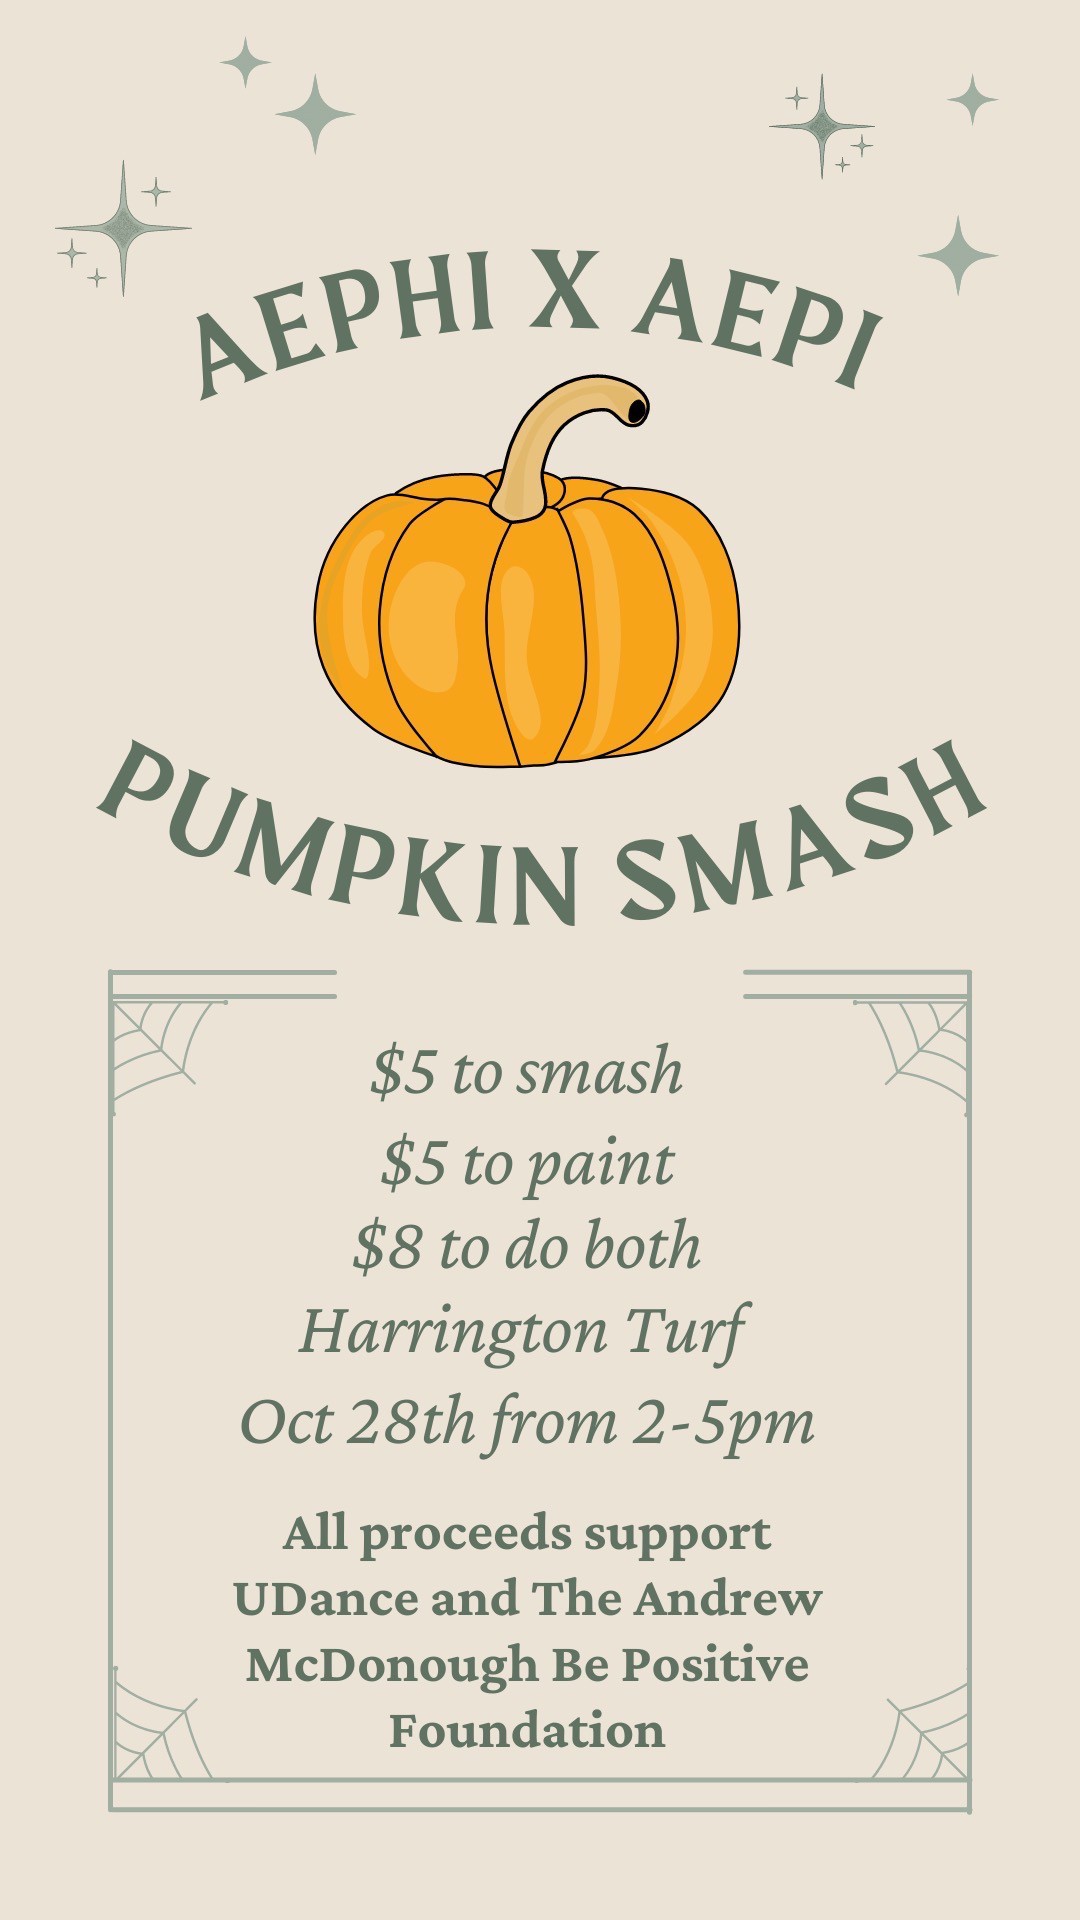 AEPHI X AEPI
PUMPKIN SMASH
$5 to smash
$5 to paint
$8 to do both
Harrington Turf
Oct 28th from 2-5pm
All proceeds support
UDance and The Andrew
McDonough Be Positive
Foundation